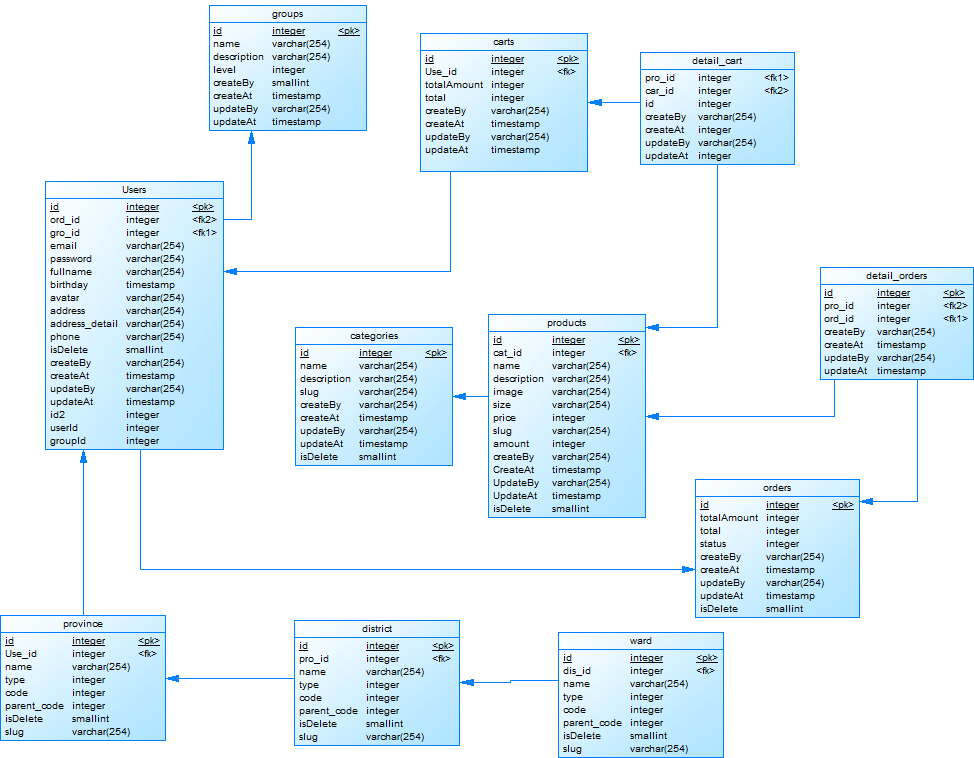 groups
id integer <pk>
name varchar(254)
description varchar(254)
level integer
createBy smallint
createAt timestamp
updateBy varchar(254)
updateAt timestamp
carts
id integer <pk>
Use_id integer <fk>
totalAmount integer
total integer
createBy varchar(254)
createAt timestamp
updateBy varchar(254)
updateAt timestamp
detail_cart
pro_id integer <fk1>
car_id integer <fk2>
id integer
createBy varchar(254)
createAt integer
updateBy varchar(254)
updateAt integer
Users
id integer <pk>
ord_id integer <fk2>
gro_id integer <fk1>
email varchar(254)
password varchar(254)
fullname varchar(254)
birthday timestamp
avatar varchar(254)
address varchar(254)
address_detail varchar(254)
phone varchar(254)
isDelete smallint
createBy varchar(254)
createAt timestamp
updateBy varchar(254)
updateAt timestamp
id2 integer
userId integer
groupId integer
detail_orders
id integer <pk>
pro_id integer <fk2>
ord_id integer <fk1>
createBy varchar(254)
createAt timestamp
updateBy varchar(254)
updateAt timestamp
categories
id integer <pk>
name varchar(254)
description varchar(254)
slug varchar(254)
createBy varchar(254)
createAt timestamp
updateBy varchar(254)
updateAt timestamp
isDelete smallint
products
id integer <pk>
cat_id integer <fk>
name varchar(254)
description varchar(254)
image varchar(254)
size varchar(254)
price integer
slug varchar(254)
amount integer
createBy varchar(254)
CreateAt timestamp
UpdateBy varchar(254)
UpdateAt timestamp
isDelete smallint
orders
id integer <pk>
totalAmount integer
total integer
status integer
createBy varchar(254)
createAt timestamp
updateBy varchar(254)
updateAt timestamp
isDelete smallint
province
id integer <pk>
Use_id integer <fk>
name varchar(254)
type integer
code integer
parent_code integer
isDelete smallint
slug varchar(254)
district
id integer <pk>
pro_id integer <fk>
name varchar(254)
type integer
code integer
parent_code integer
isDelete smallint
slug varchar(254)
ward
id integer <pk>
dis_id integer <fk>
name varchar(254)
type integer
code integer
parent_code integer
isDelete smallint
slug varchar(254)